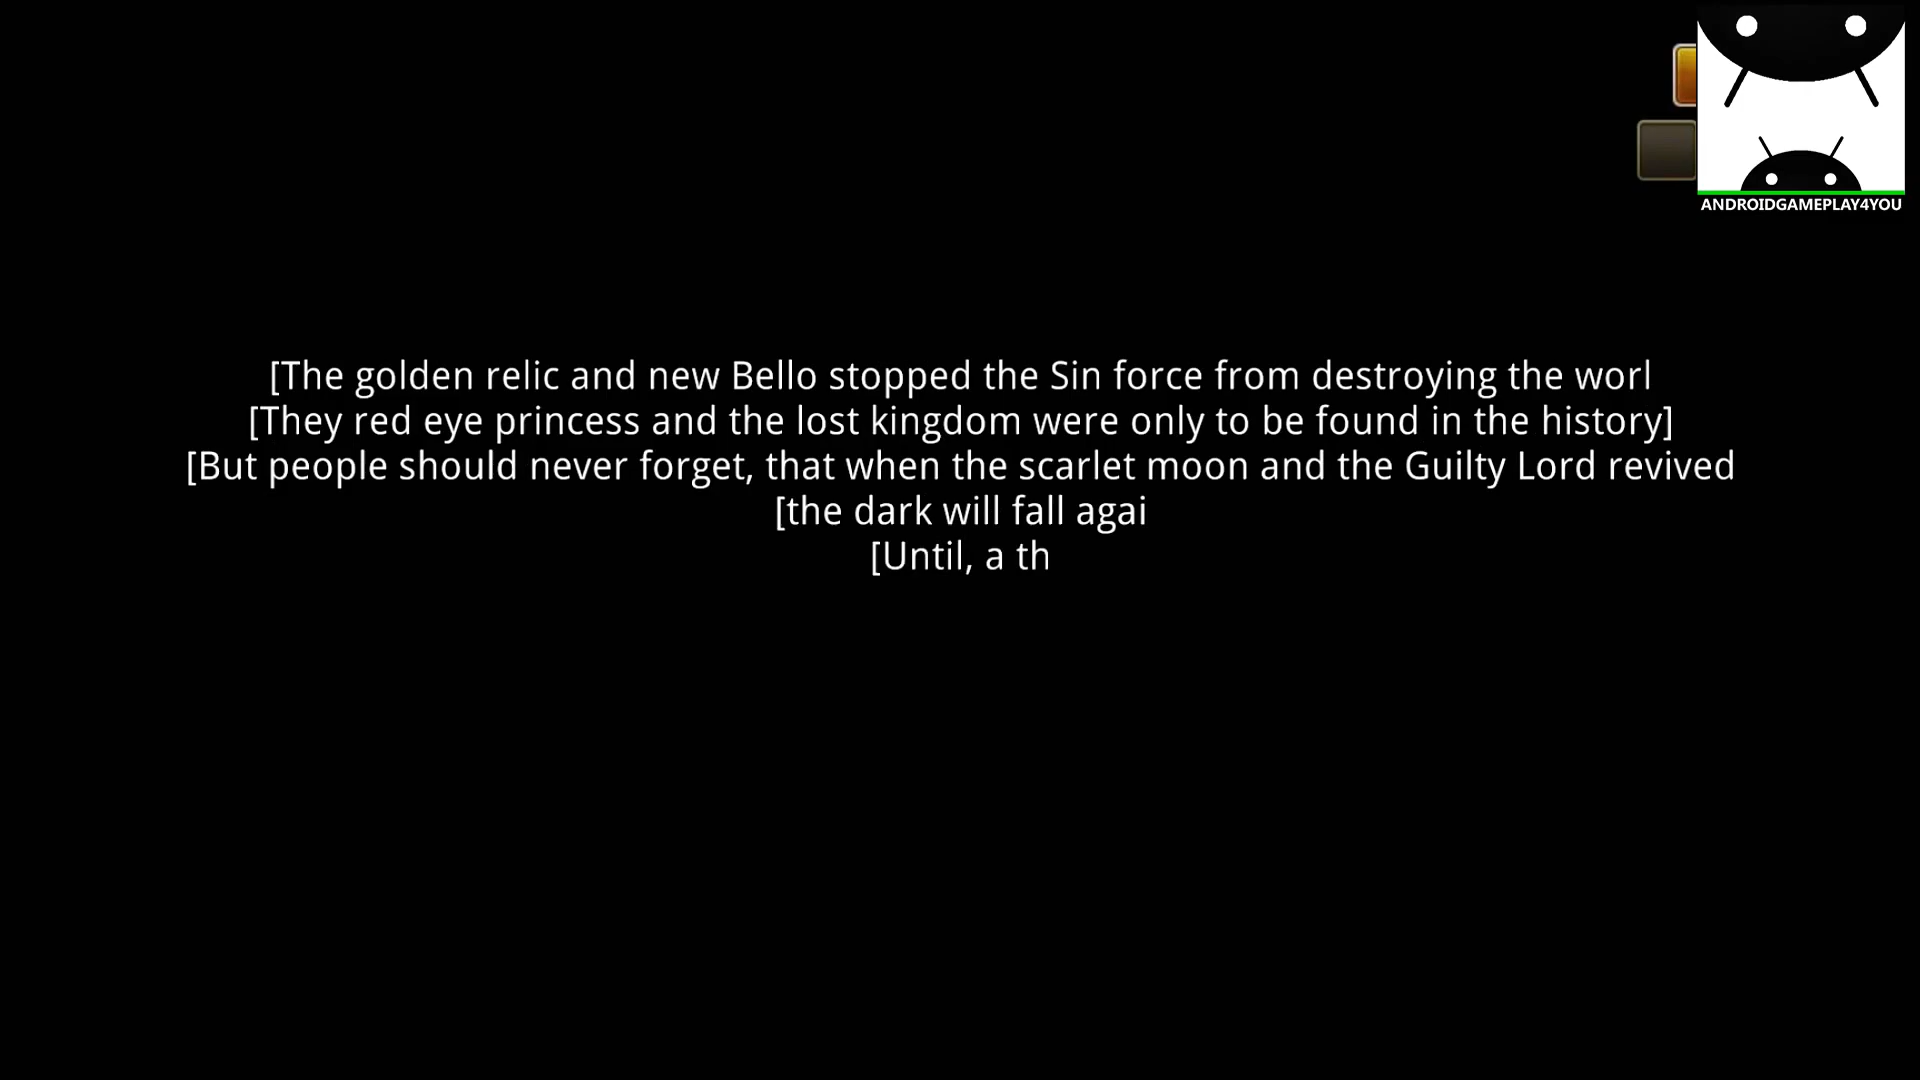 ANDROIDGAMEPLAY4YOU
[The golden relic and new Bello stopped the Sin force from destroying the worl
[They red eye princess and the lost kingdom were only to be found in the history]
[But people should never forget, that when the scarlet moon and the Guilty Lord revived
[the dark will fall agai
[Until, a th